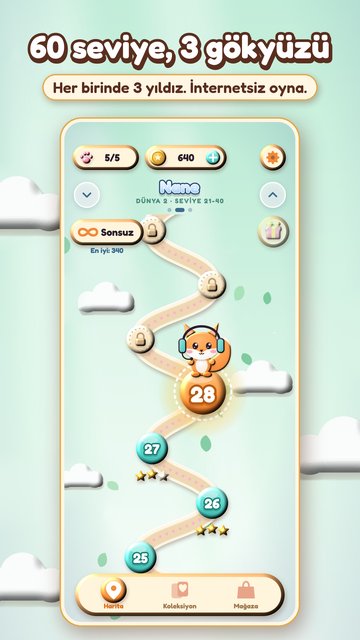 60 seviye, 3 gökyüzü
Her birinde 3 yıldız. İnternetsiz oyna.
5/5
640
Nane
DÜNYA 2 · SEVİYE 21-40
Sonsuz
En iyi: 340
28
27
26
25
Harita
Koleksiyon
Mağaza